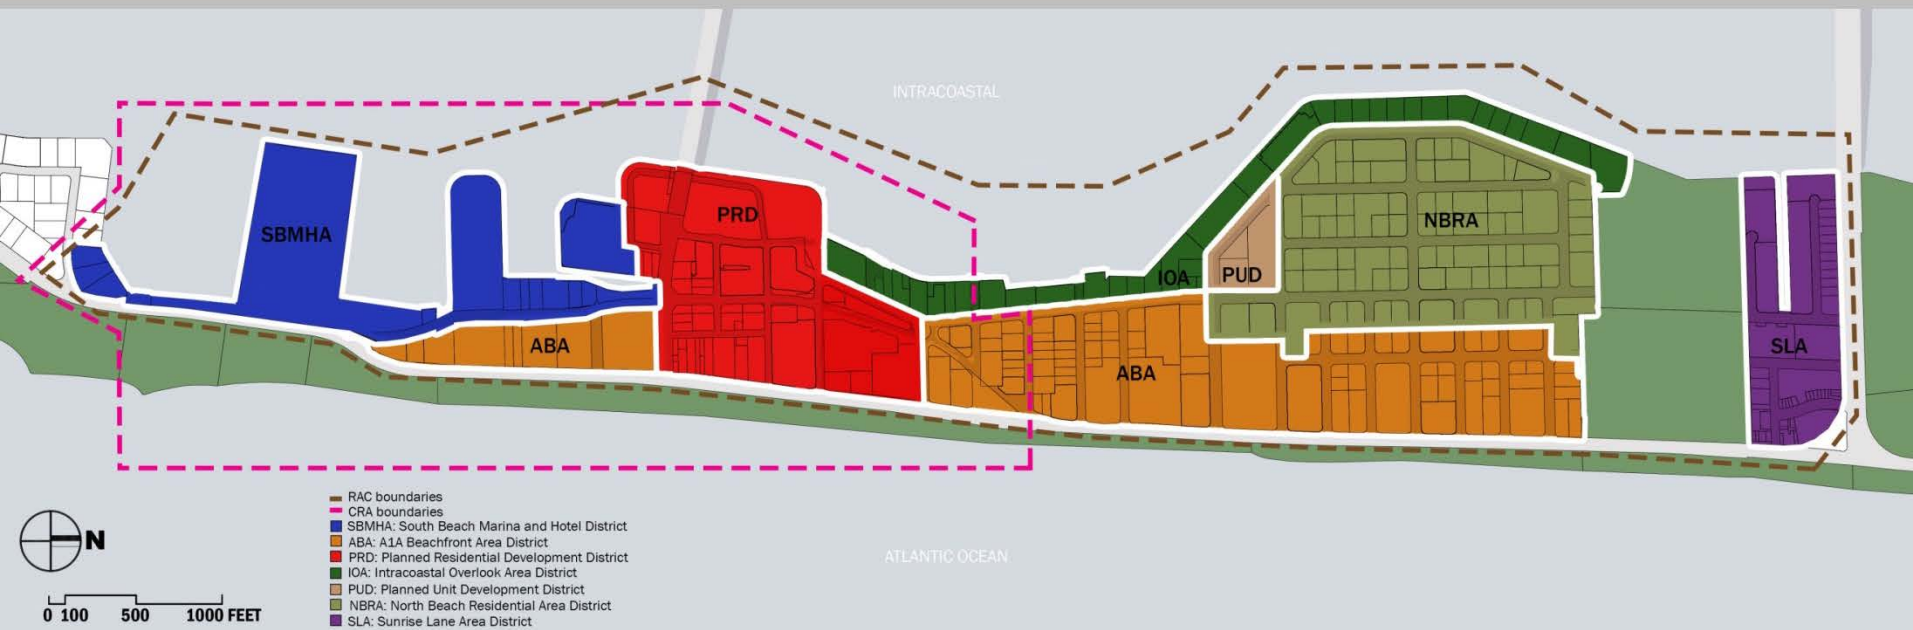 INTRACOASTAL
PRD
SBMHA
NBRA
IOA
PUD
ABA
SLA
ABA
RAC boundaries
CRA boundaries
SBMHA: South Beach Marina and Hotel District
ABA: A1A Beachfront Area District
PRD: Planned Residential Development District
IOA: Intracoastal Overlook Area District
PUD: Planned Unit Development District
NBRA: North Beach Residential Area District
SLA: Sunrise Lane Area District
N
ATLANTIC OCEAN
0 100 500 1000 FEET